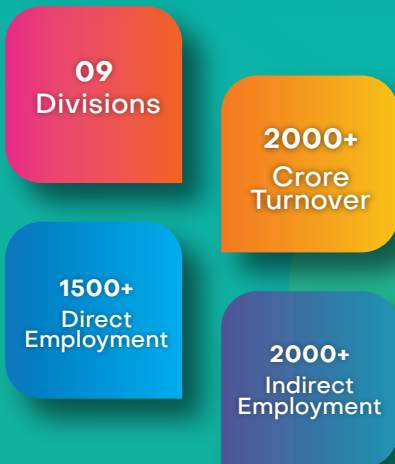 09
Divisions
2000+
Crore
Turnover
1500+
Direct
Employment
2000+
Indirect
Employment